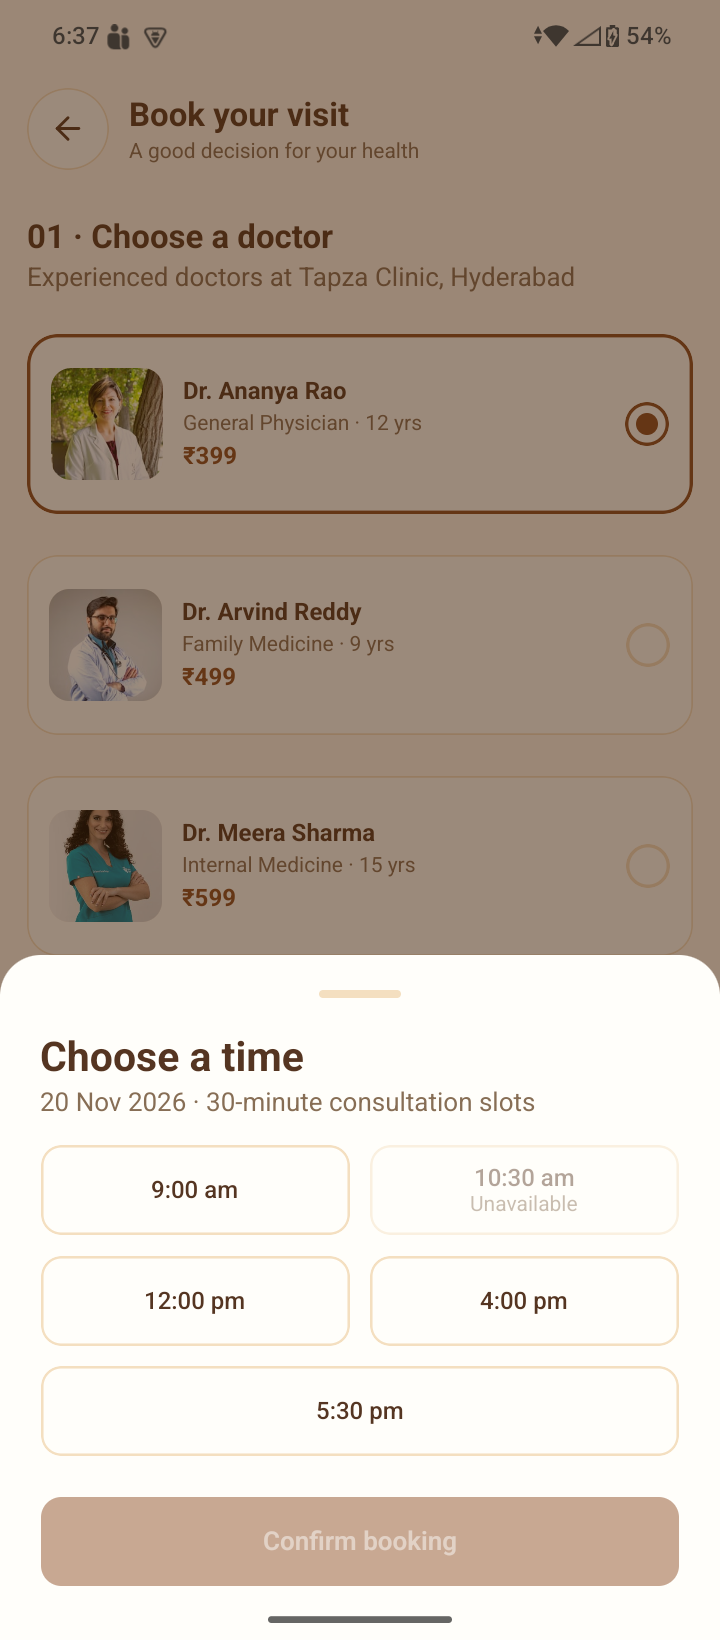 6:37
54%
Book your visit
A good decision for your health
01 · Choose a doctor
Experienced doctors at Tapza Clinic, Hyderabad
Dr. Ananya Rao
General Physician · 12 yrs
₹399
Dr. Arvind Reddy
Family Medicine · 9 yrs
₹499
Dr. Meera Sharma
Internal Medicine · 15 yrs
₹599
Choose a time
20 Nov 2026 · 30-minute consultation slots
9:00 am
10:30 am
Unavailable
12:00 pm
4:00 pm
5:30 pm
Confirm booking